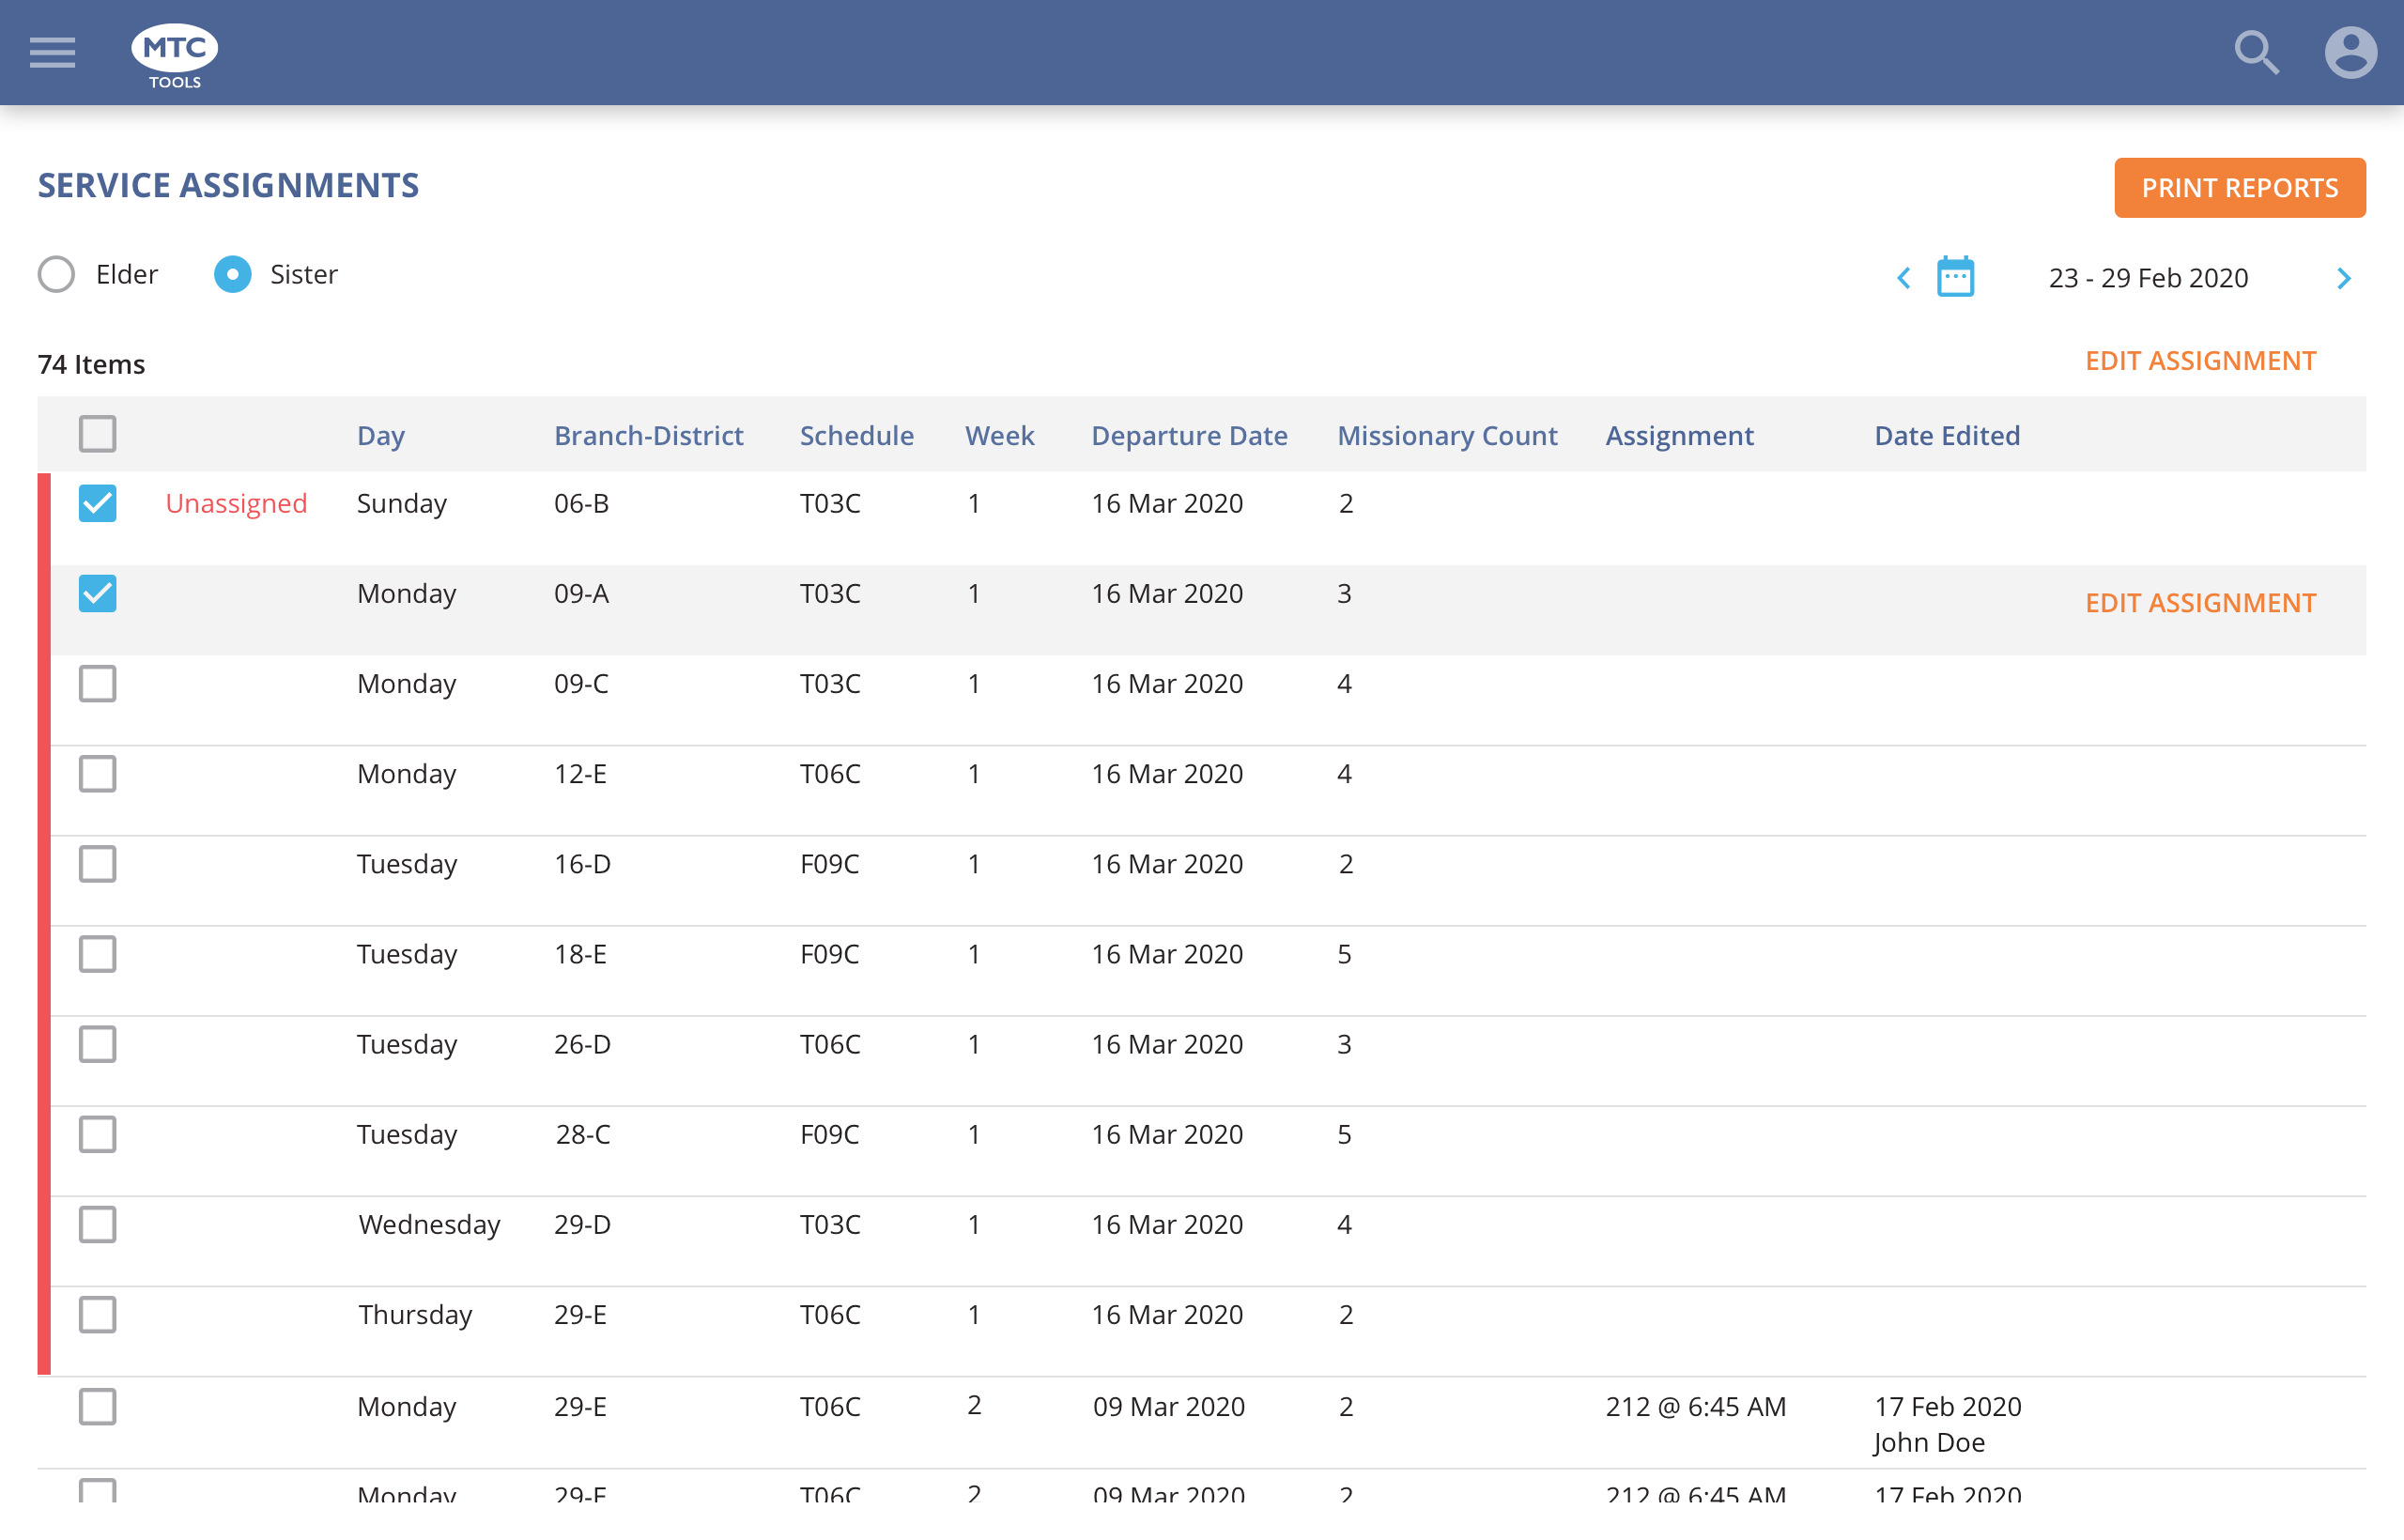 MTC
TOOLS
SERVICE ASSIGNMENTS
PRINT REPORTS
Elder Sister
23 - 29 Feb 2020
74 Items
EDIT ASSIGNMENT
Day Branch-District Schedule Week Departure Date Missionary Count Assignment Date Edited
Unassigned Sunday 06-B T03C 1 16 Mar 2020 2
Monday 09-A T03C 1 16 Mar 2020 3 EDIT ASSIGNMENT
Monday 09-C T03C 1 16 Mar 2020 4
Monday 12-E T06C 1 16 Mar 2020 4
Tuesday 16-D F09C 1 16 Mar 2020 2
Tuesday 18-E F09C 1 16 Mar 2020 5
Tuesday 26-D T06C 1 16 Mar 2020 3
Tuesday 28-C F09C 1 16 Mar 2020 5
Wednesday 29-D T03C 1 16 Mar 2020 4
Thursday 29-E T06C 1 16 Mar 2020 2
Monday 29-E T06C 2 09 Mar 2020 2 212 @ 6:45 AM 17 Feb 2020
John Doe
Monday 29-E T06C 2 09 Mar 2020 2 212 @ 6:45 AM 17 Feb 2020